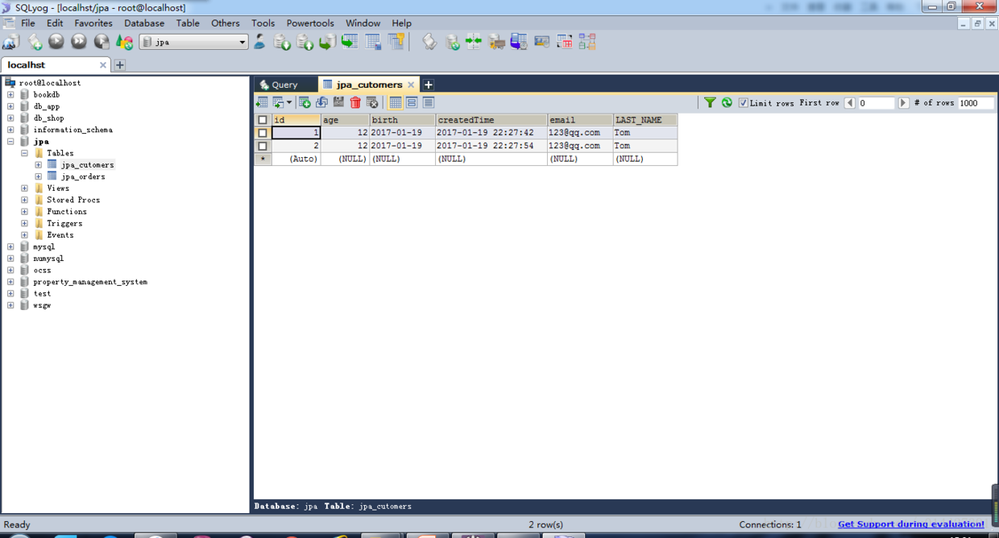 SQLyog - [localhst/jpa - root@localhost]
File Edit Favorites Database Table Others Tools Powertools Window Help
jpa
localhst
root@localhost
bookdb
db_app
db_shop
information_schema
jpa
Tables
jpa_cutomers
jpa_orders
Views
Stored Procs
Functions
Triggers
Events
mysql
numysql
ocss
property_management_system
test
wsgw
Query jpa_cutomers
Limit rows First row 0 # of rows 1000
id age birth createdTime email LAST_NAME
1 12 2017-01-19 2017-01-19 22:27:42 123@qq.com Tom
2 12 2017-01-19 2017-01-19 22:27:54 123@qq.com Tom
* (Auto) (NULL) (NULL) (NULL) (NULL) (NULL)
Database: jpa Table: jpa_cutomers
Ready 2 row(s) Connections: 1 Get Support during evaluation!